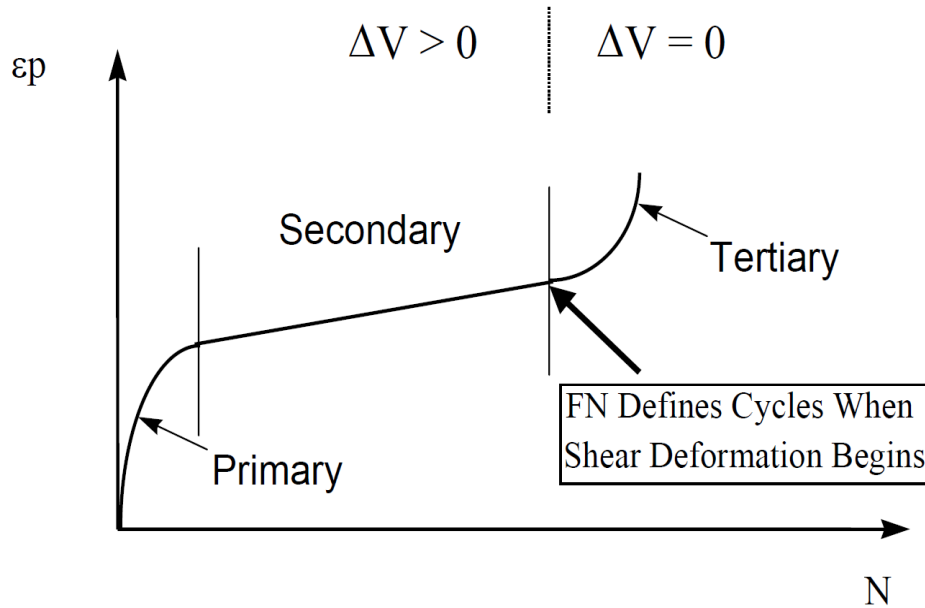 ΔV > 0
ΔV = 0
εp
Secondary
Tertiary
FN Defines Cycles When
Shear Deformation Begins
Primary
N